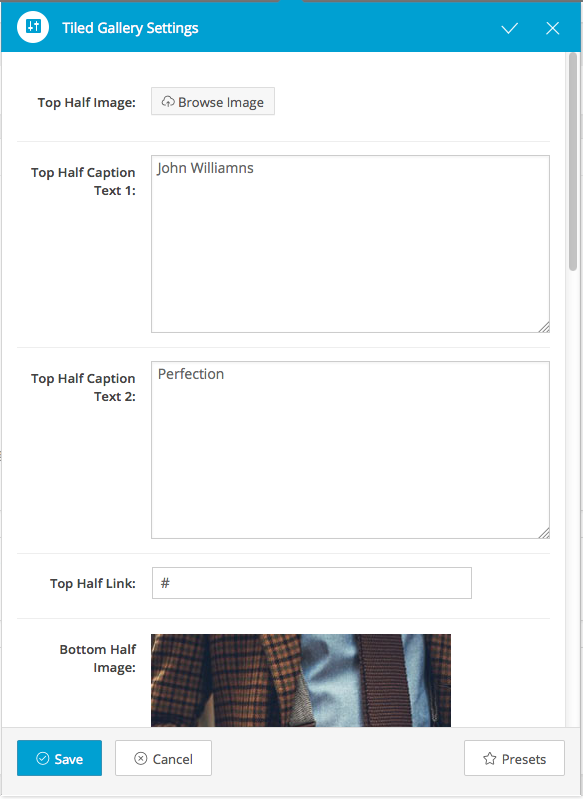 Tiled Gallery Settings
Top Half Image:
Browse Image
Top Half Caption
Text 1:
John Williamns
Top Half Caption
Text 2:
Perfection
Top Half Link:
#
Bottom Half
Image:
Save
Cancel
Presets